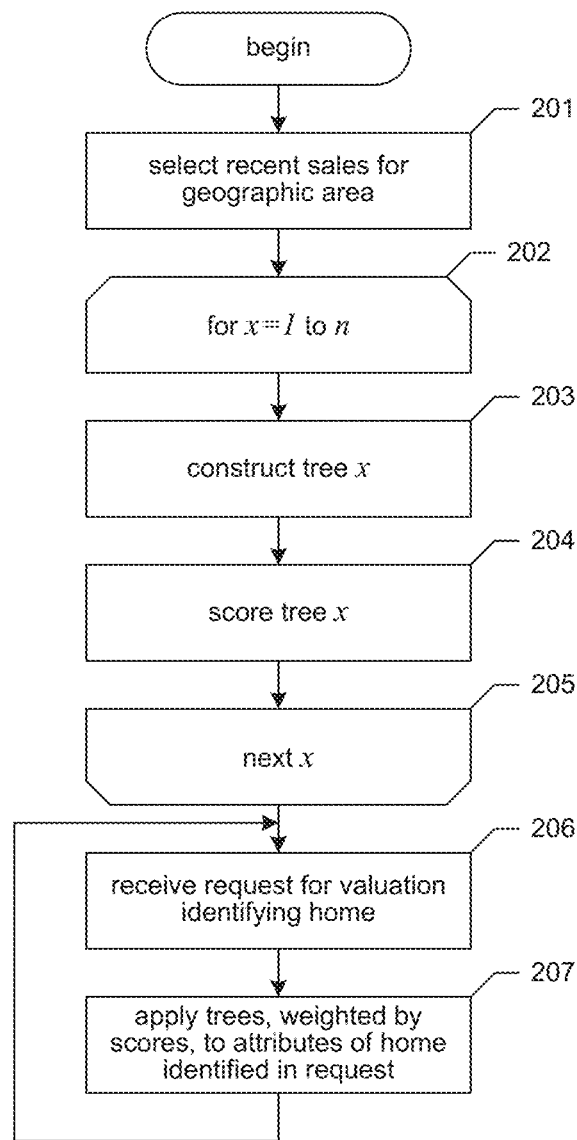 begin
201
select recent sales for
geographic area
202
for x=1 to n
203
construct tree x
204
score tree x
205
next x
206
receive request for valuation
identifying home
207
apply trees, weighted by
scores, to attributes of home
identified in request